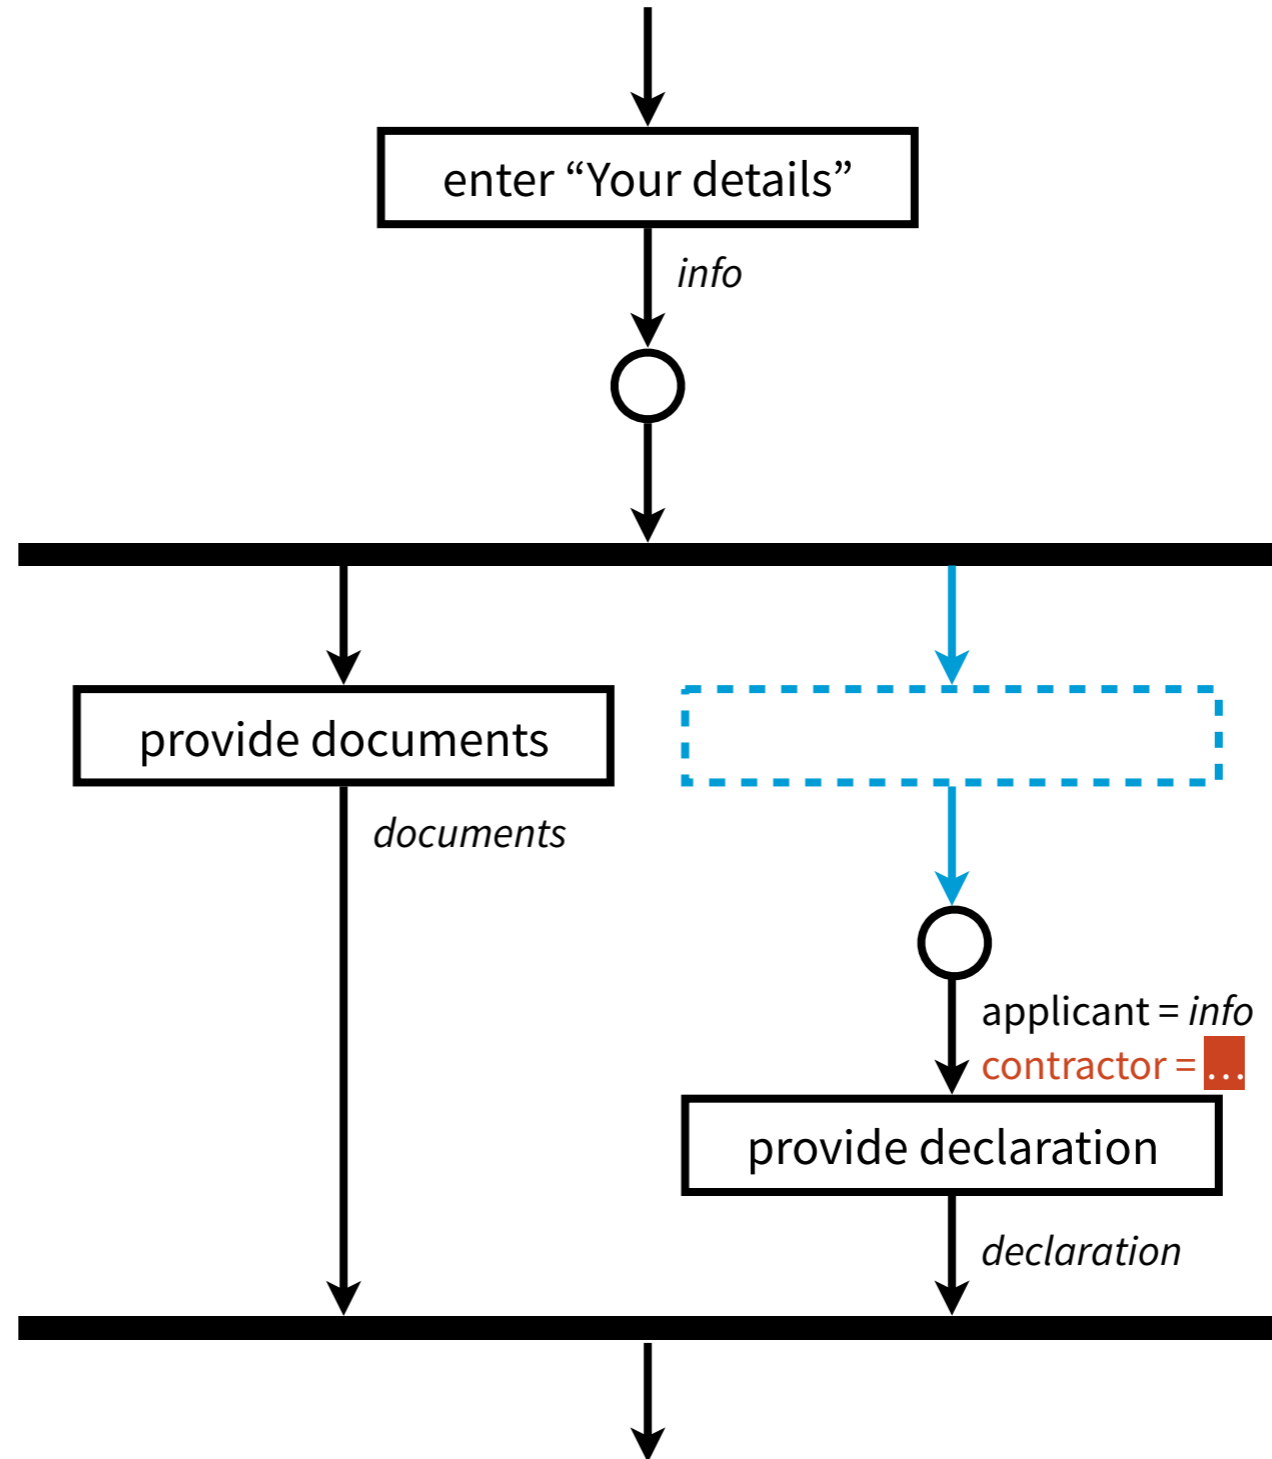 enter “Your details”
info
provide documents
documents
applicant = info
contractor = ...
provide declaration
declaration